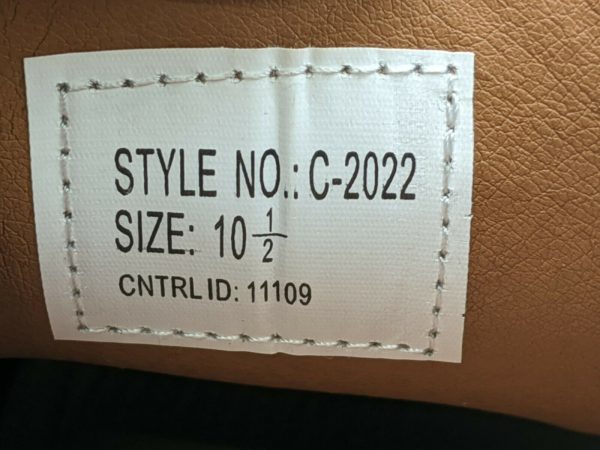 STYLE NO.: C-2022
SIZE: 10 1/2
CNTRL ID: 11109